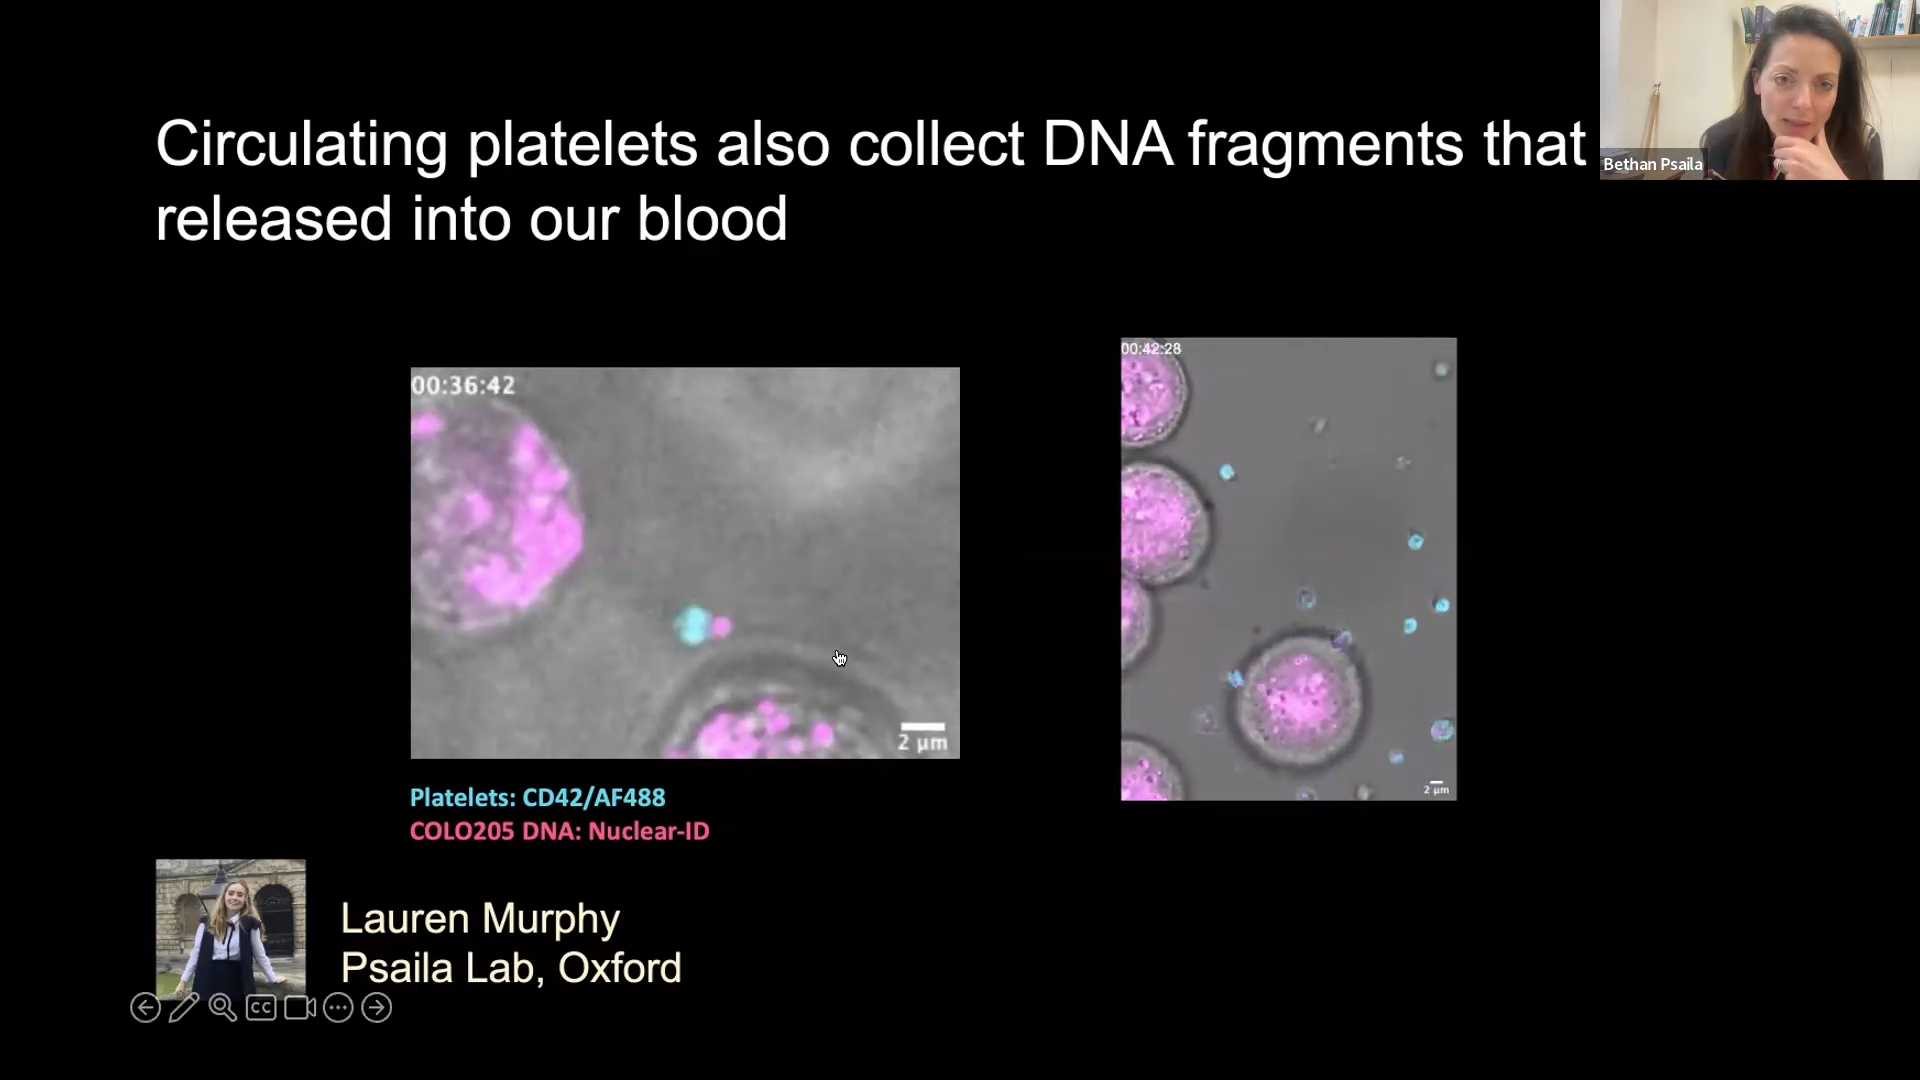 Circulating platelets also collect DNA fragments that
released into our blood
Bethan Psaila
00:36:42
2 µm
00:42:28
2 µm
Platelets: CD42/AF488
COLO205 DNA: Nuclear-ID
Lauren Murphy
Psaila Lab, Oxford
CC